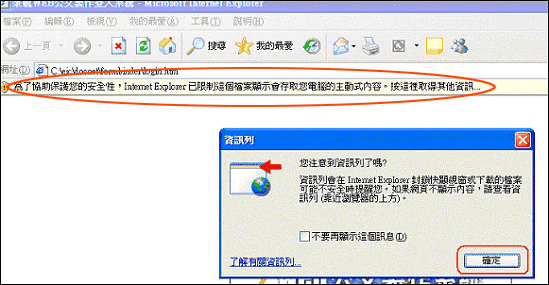 WEB公文製作登入系統 - Microsoft Internet Explorer
檔案(F) 編輯(E) 檢視(V) 我的最愛(A) 工具(T) 說明(H)
上一頁 搜尋 我的最愛
網址(D)
為了協助保護您的安全性，Internet Explorer 已限制這個檔案顯示會存取您電腦的主動式內容。按這裡取得其他資訊...
資訊列
您注意到資訊列了嗎?
資訊列會在 Internet Explorer 封鎖快顯視窗或下載的檔案
可能不安全時提醒您。如果網頁不顯示內容，請查看資
訊列 (靠近瀏覽器的上方)。
不要再顯示這個訊息(D)
了解有關資訊列... 確定